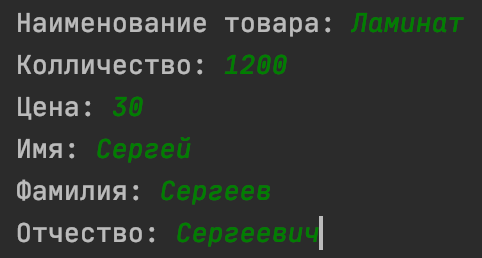 Наименование товара: Ламинат
Колличество: 1200
Цена: 30
Имя: Сергей
Фамилия: Сергеев
Отчество: Сергеевич